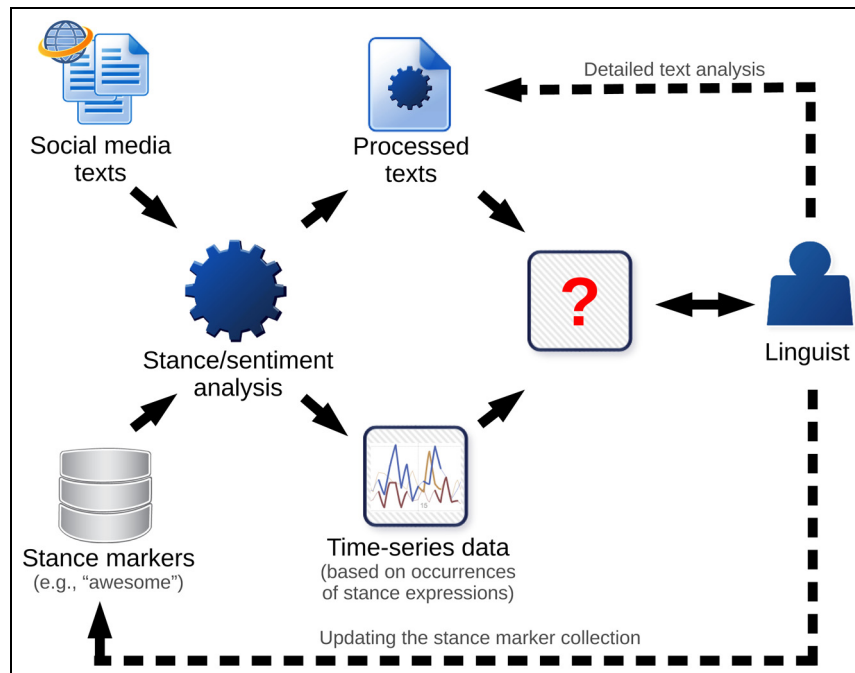 Social media
texts
Processed
texts
Detailed text analysis
?
Linguist
Stance/sentiment
analysis
Stance markers
(e.g., “awesome”)
15
Time-series data
(based on occurrences
of stance expressions)
Updating the stance marker collection